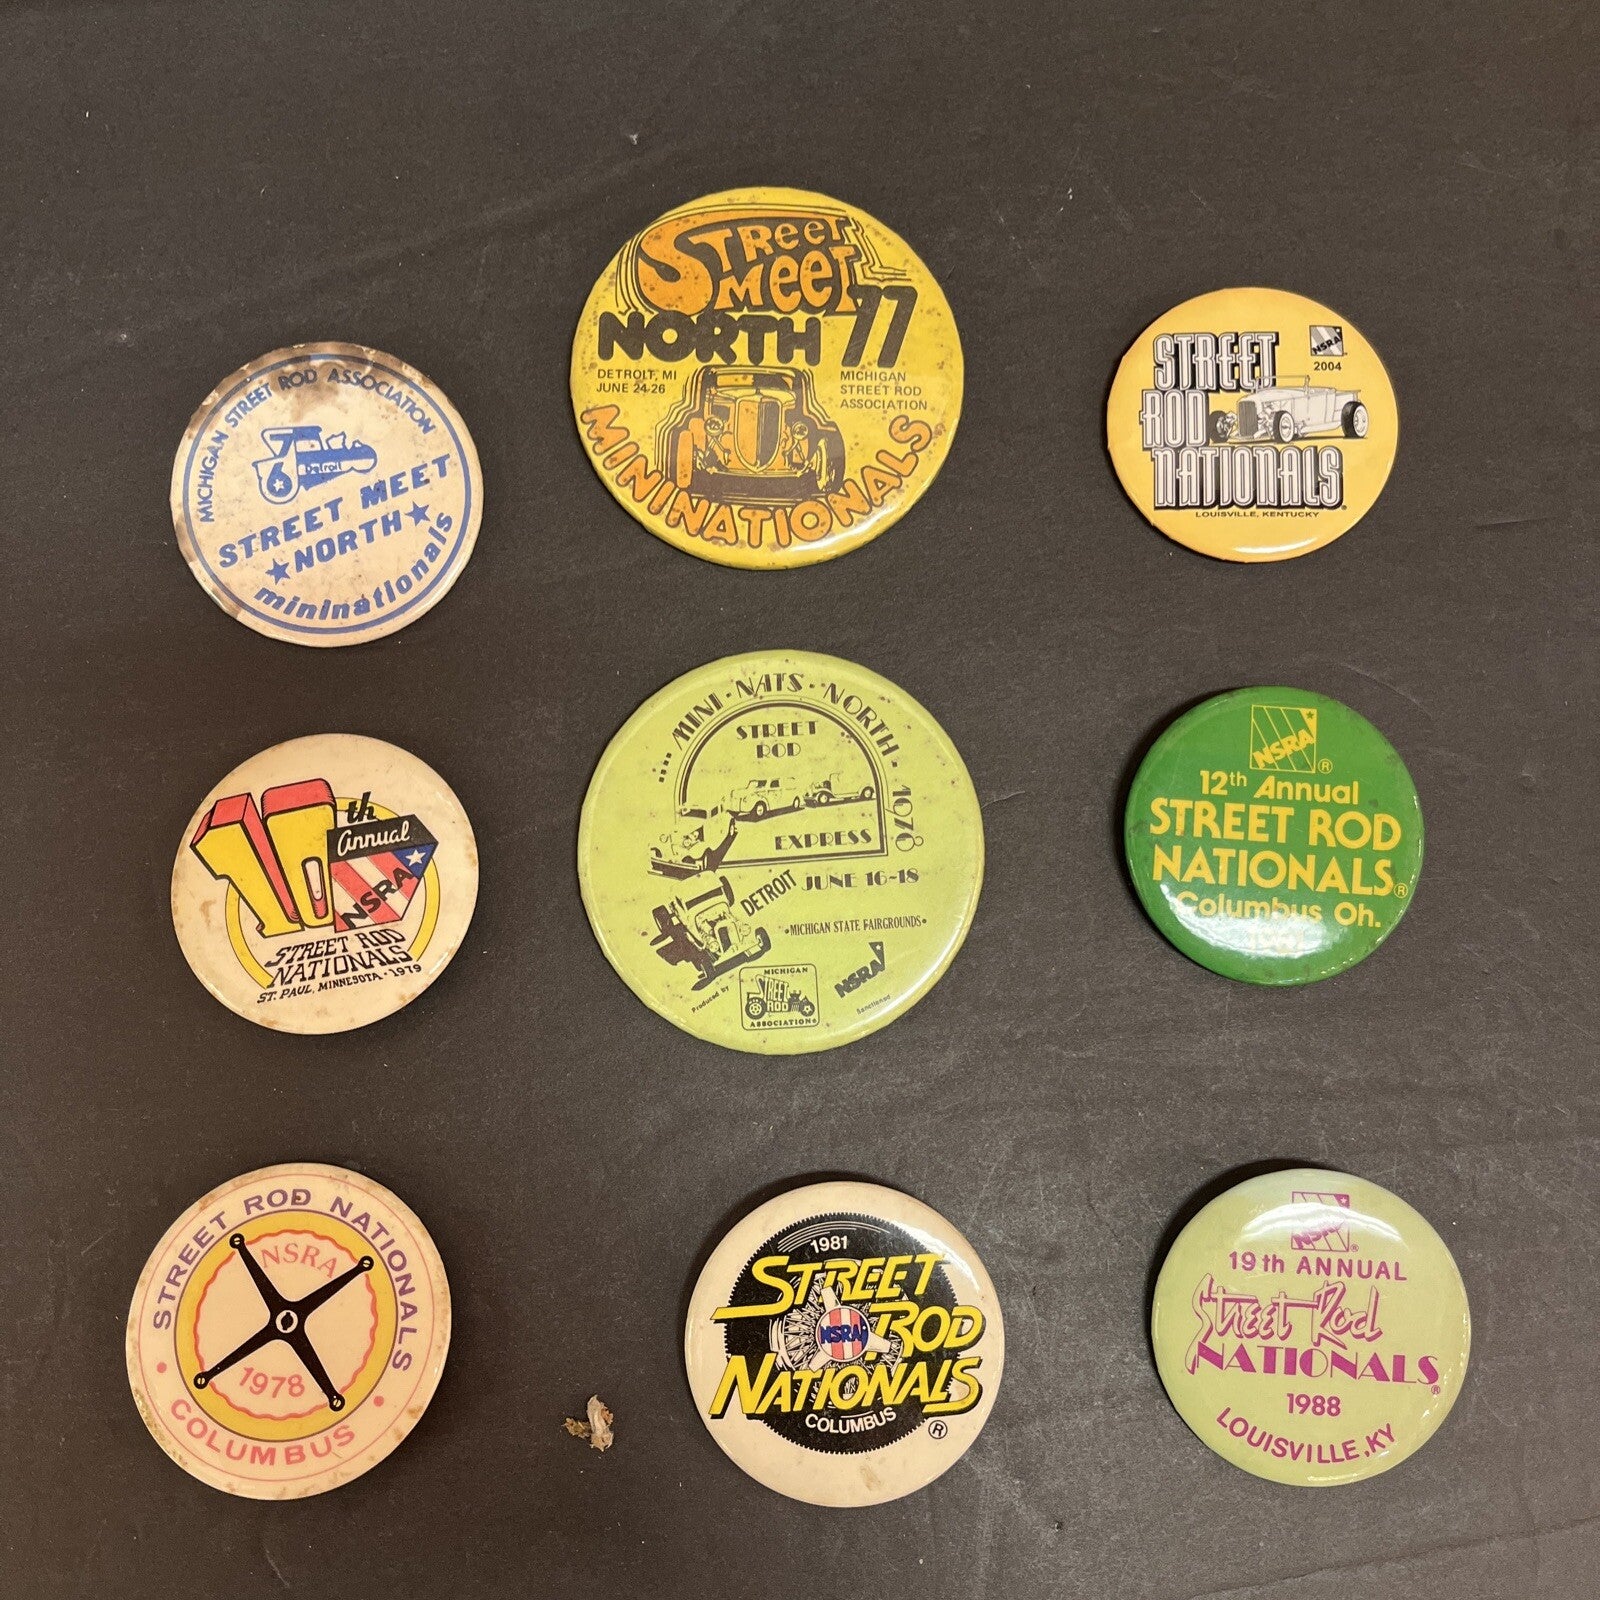 MICHIGAN STREET ROD ASSOCIATION
76
Detroit
STREET MEET
★NORTH★
mininationals
STREET
MEET
NORTH 77
DETROIT, MI
JUNE 24-26
MICHIGAN
STREET ROD
ASSOCIATION
MININATIONALS
STREET
ROD
NATIONALS
NSRA
2004
LOUISVILLE, KENTUCKY
10th
Annual
NSRA
STREET ROD
NATIONALS
ST. PAUL, MINNESOTA · 1979
MINI · NATS · NORTH · 1978
STREET
ROD
EXPRESS
DETROIT JUNE 16-18
•MICHIGAN STATE FAIRGROUNDS•
Produced by
MICHIGAN
STREET
ROD
ASSOCIATION
NSRA
Sanctioned
NSRA®
12th Annual
STREET ROD
NATIONALS®
Columbus Oh.
STREET ROD NATIONALS
NSRA
1978
• COLUMBUS •
1981
STREET
ROD
NSRA
NATIONALS
COLUMBUS
®
NSRA®
19th ANNUAL
Street Rod
NATIONALS®
1988
LOUISVILLE, KY